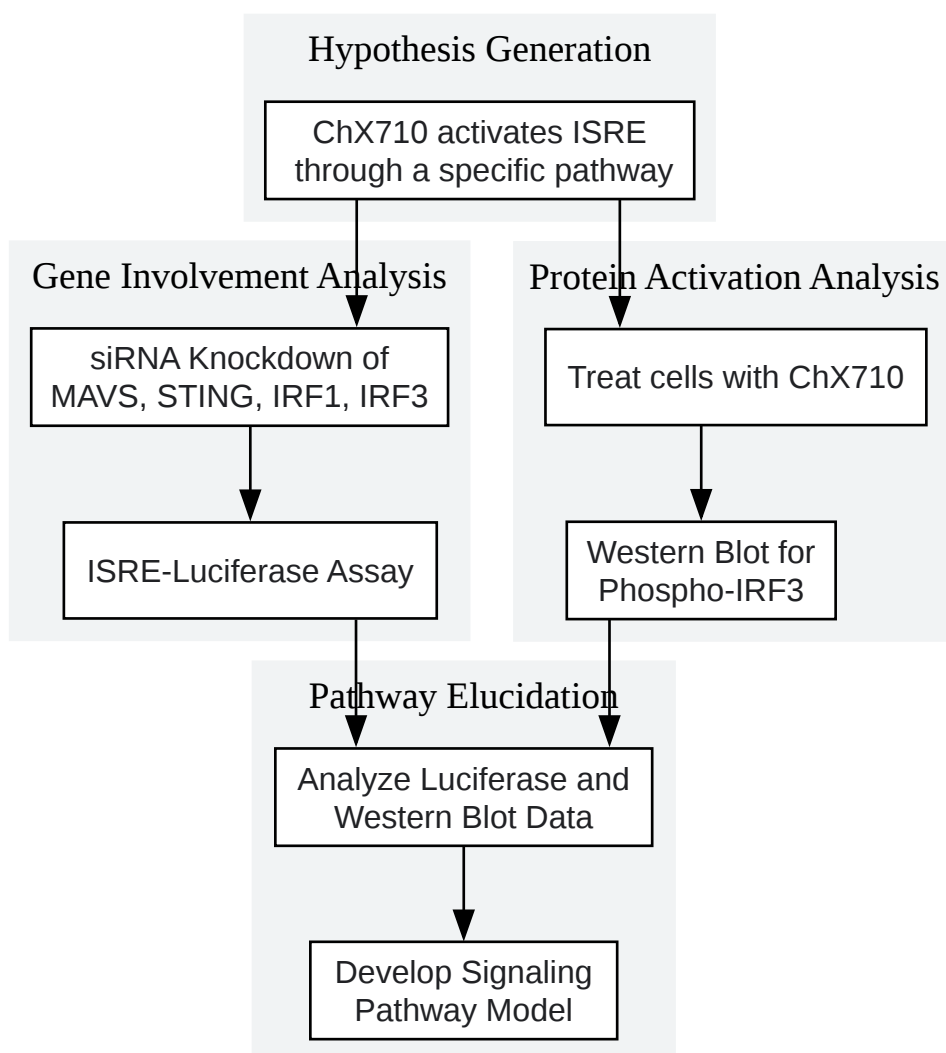 Hypothesis Generation
ChX710 activates ISRE
through a specific pathway
Gene Involvement Analysis
siRNA Knockdown of
MAVS, STING, IRF1, IRF3
ISRE-Luciferase Assay
Protein Activation Analysis
Treat cells with ChX710
Western Blot for
Phospho-IRF3
Pathway Elucidation
Analyze Luciferase and
Western Blot Data
Develop Signaling
Pathway Model